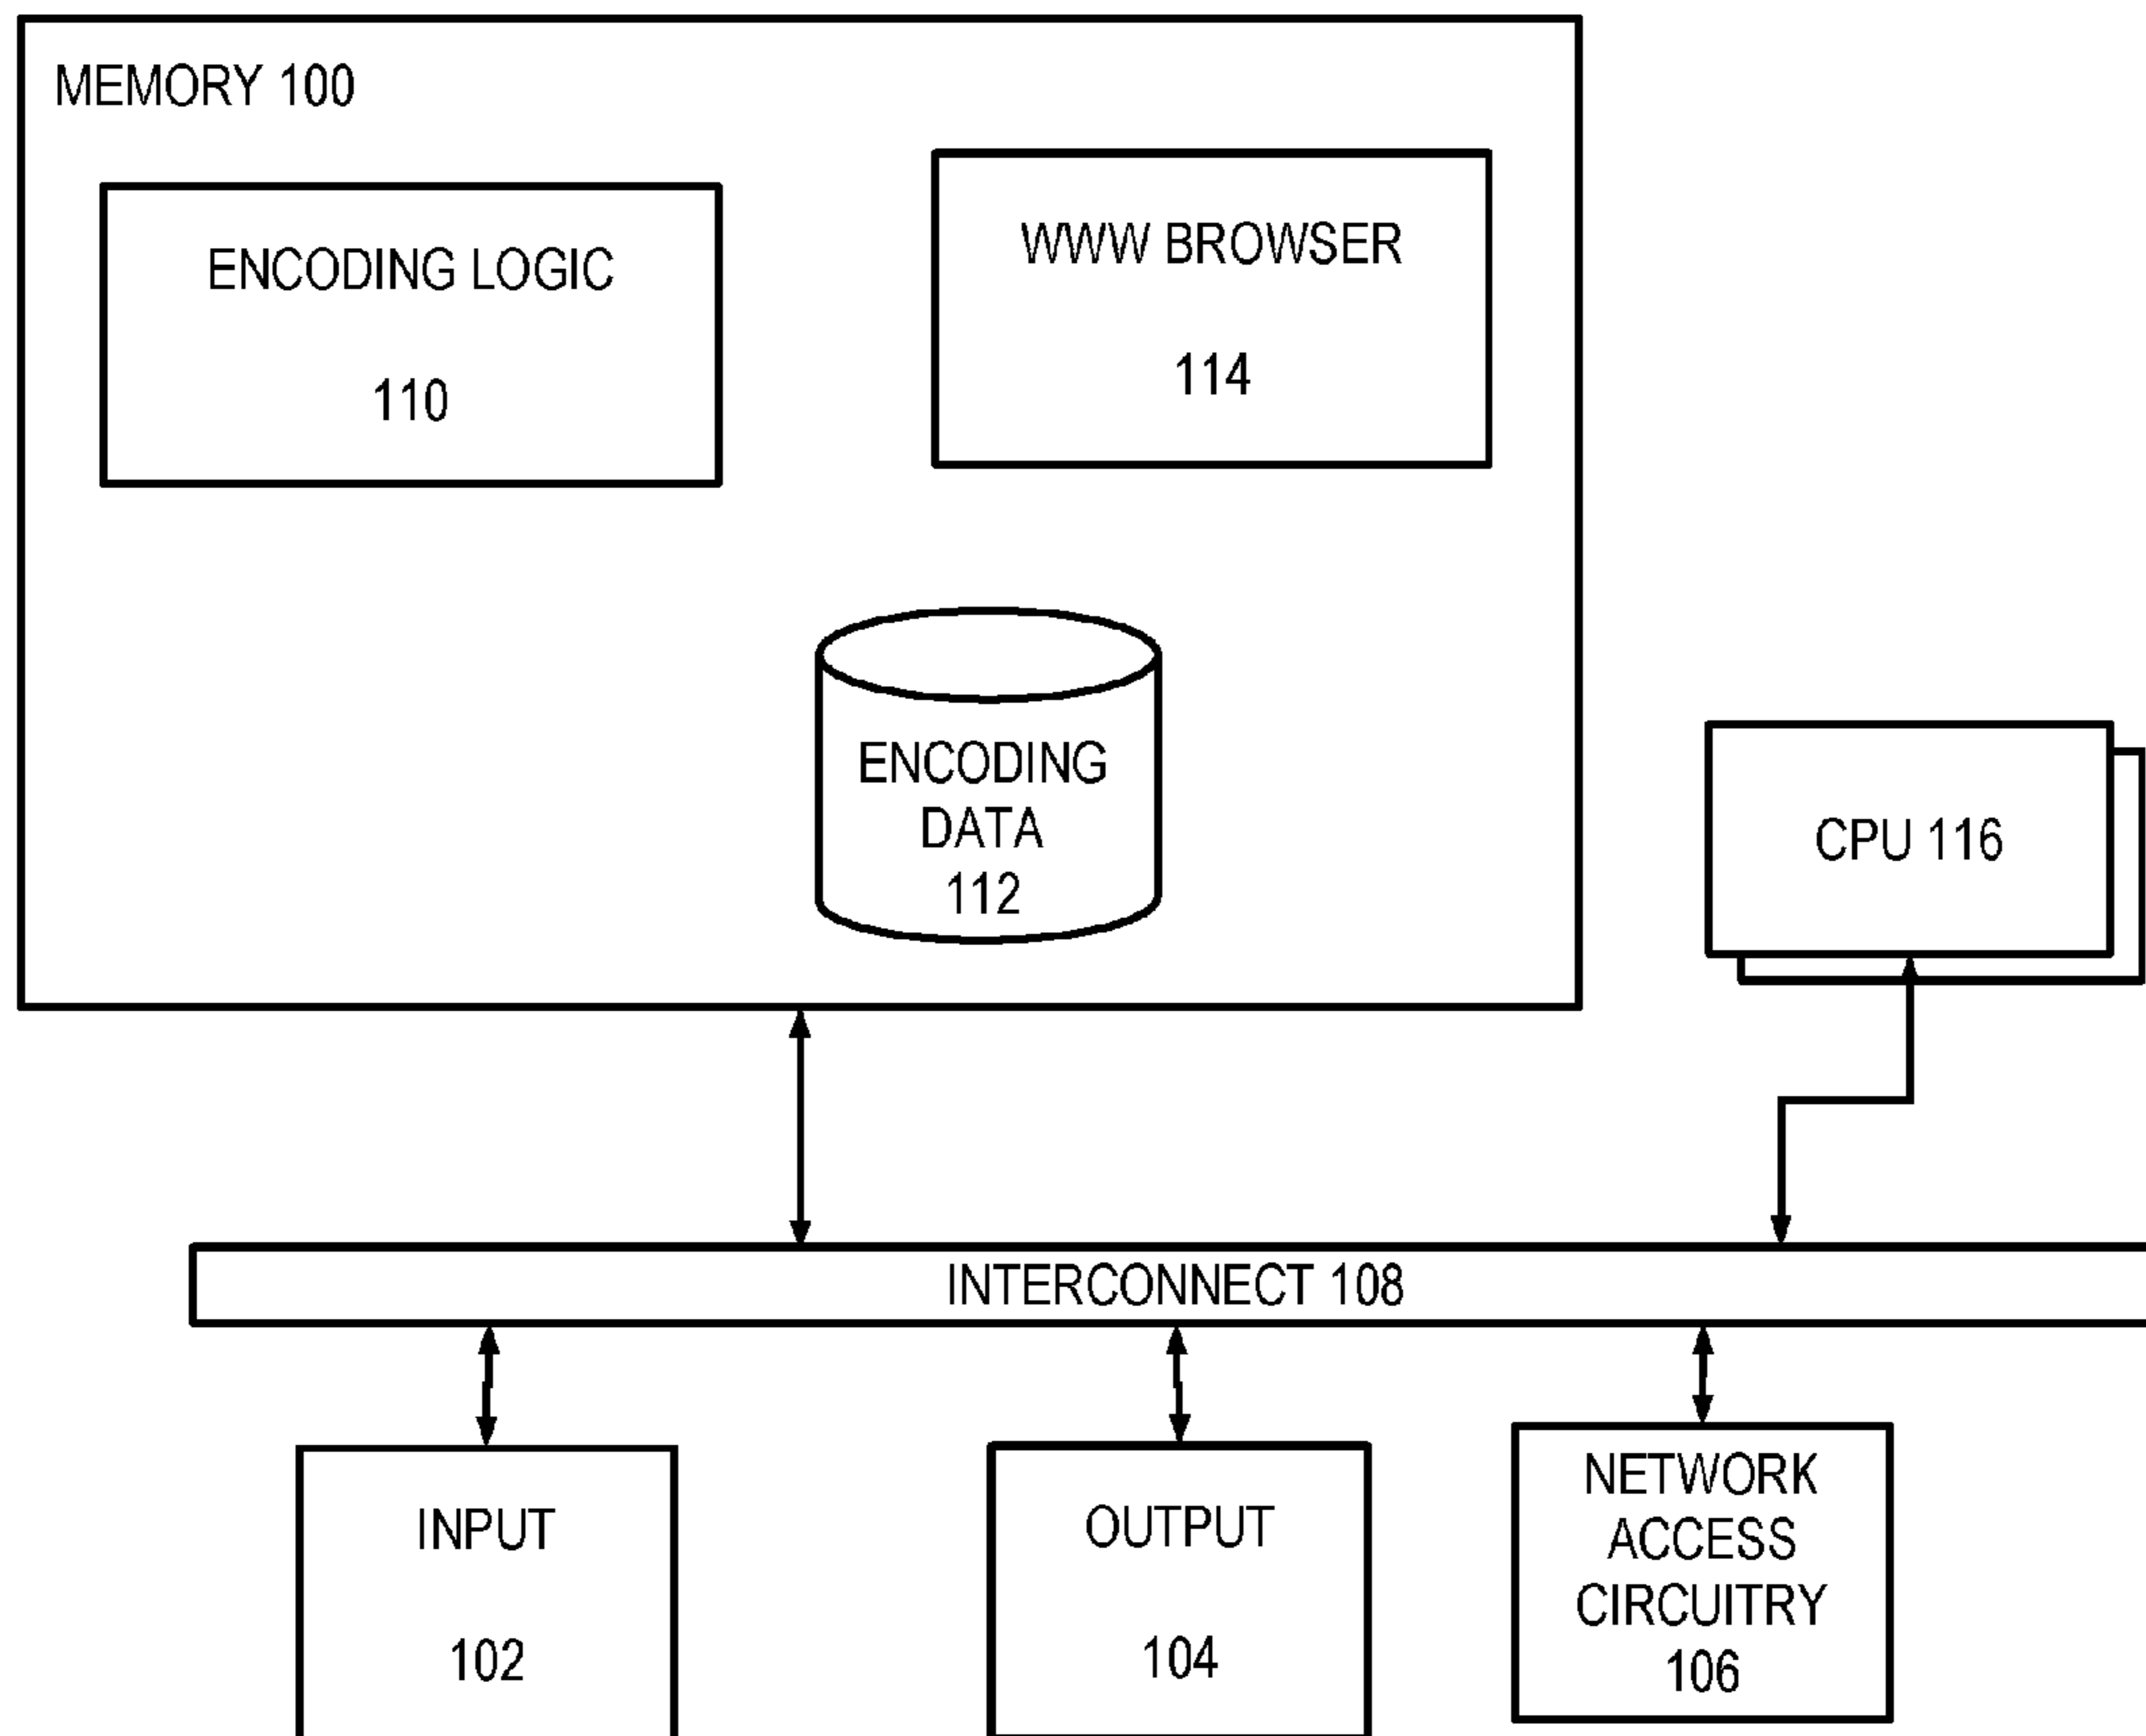 MEMORY 100
ENCODING LOGIC
110
WWW BROWSER
114
ENCODING
DATA
112
CPU 116
INTERCONNECT 108
INPUT
102
OUTPUT
104
NETWORK
ACCESS
CIRCUITRY
106